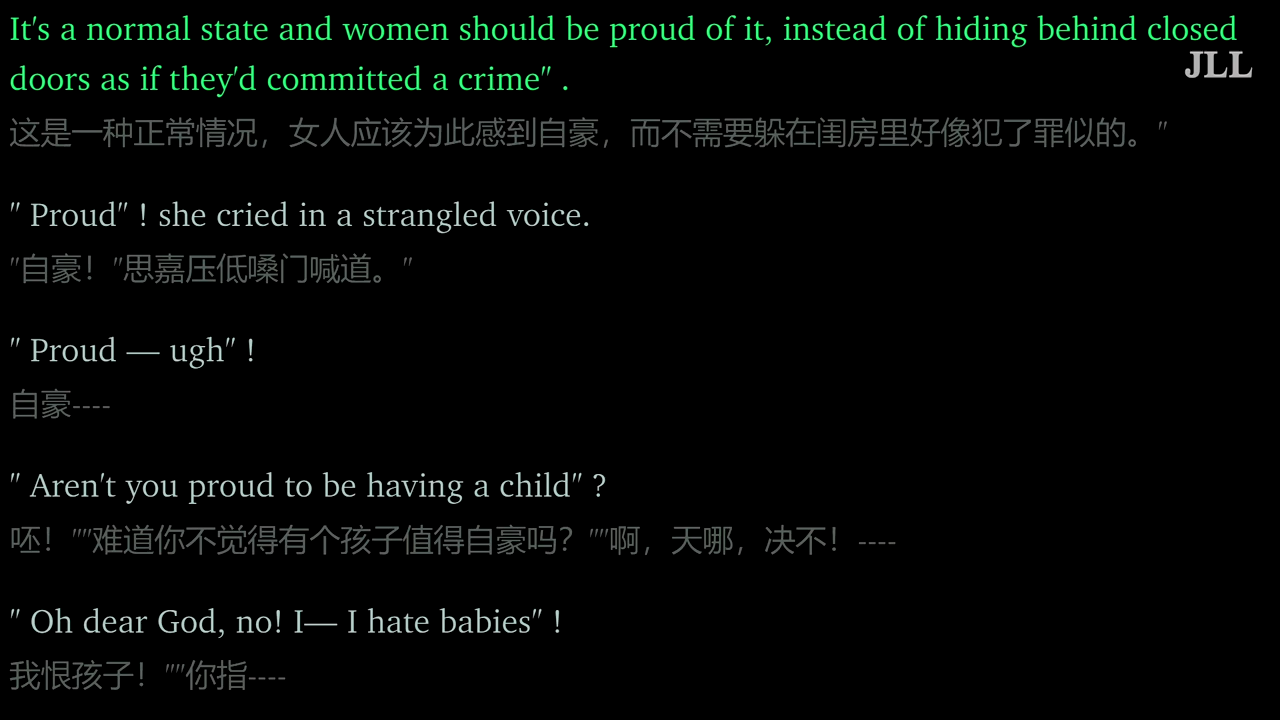 It's a normal state and women should be proud of it, instead of hiding behind closed
doors as if they'd committed a crime" .
JLL
这是一种正常情况，女人应该为此感到自豪，而不需要躲在闺房里好像犯了罪似的。"
" Proud" ! she cried in a strangled voice.
"自豪！"思嘉压低嗓门喊道。"
" Proud — ugh" !
自豪----
" Aren't you proud to be having a child" ?
呸！""难道你不觉得有个孩子值得自豪吗？""啊，天哪，决不！----
" Oh dear God, no! I— I hate babies" !
我恨孩子！""你指----